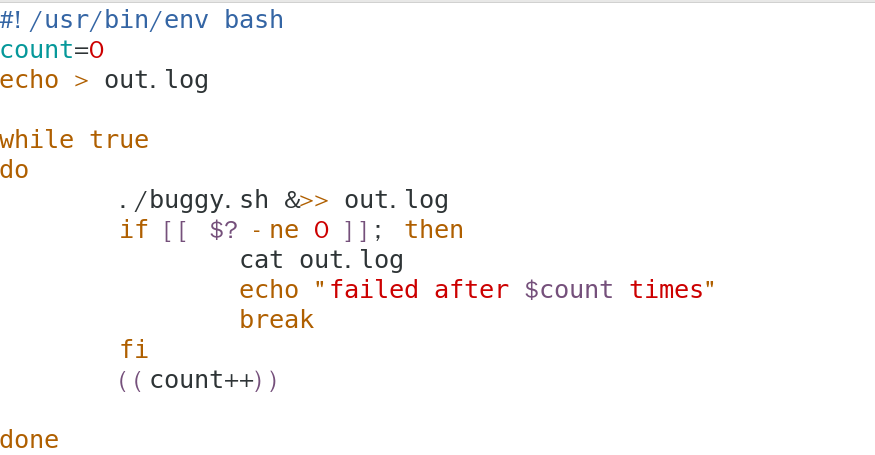 #!/usr/bin/env bash
count=0
echo > out.log
while true
do
./buggy.sh &>> out.log
if [[ $? -ne 0 ]]; then
cat out.log
echo "failed after $count times"
break
fi
((count++))
done